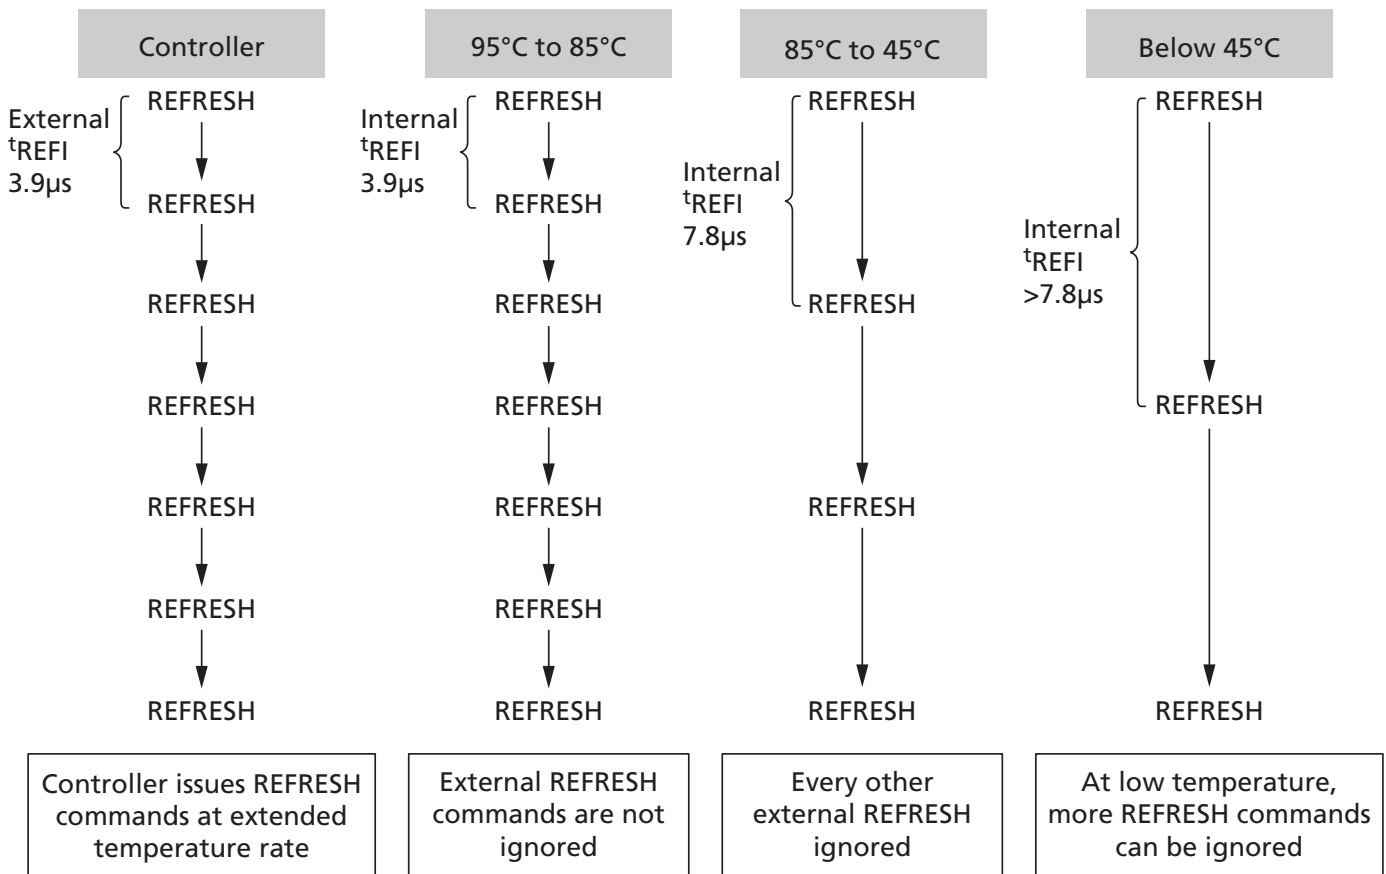 Controller
95°C to 85°C
85°C to 45°C
Below 45°C
External
tREFI
3.9µs
REFRESH
REFRESH
REFRESH
REFRESH
REFRESH
REFRESH
REFRESH
Controller issues REFRESH
commands at extended
temperature rate
Internal
tREFI
3.9µs
REFRESH
REFRESH
REFRESH
REFRESH
REFRESH
REFRESH
REFRESH
External REFRESH
commands are not
ignored
Internal
tREFI
7.8µs
REFRESH
REFRESH
REFRESH
REFRESH
Every other
external REFRESH
ignored
Internal
tREFI
>7.8µs
REFRESH
REFRESH
REFRESH
At low temperature,
more REFRESH commands
can be ignored